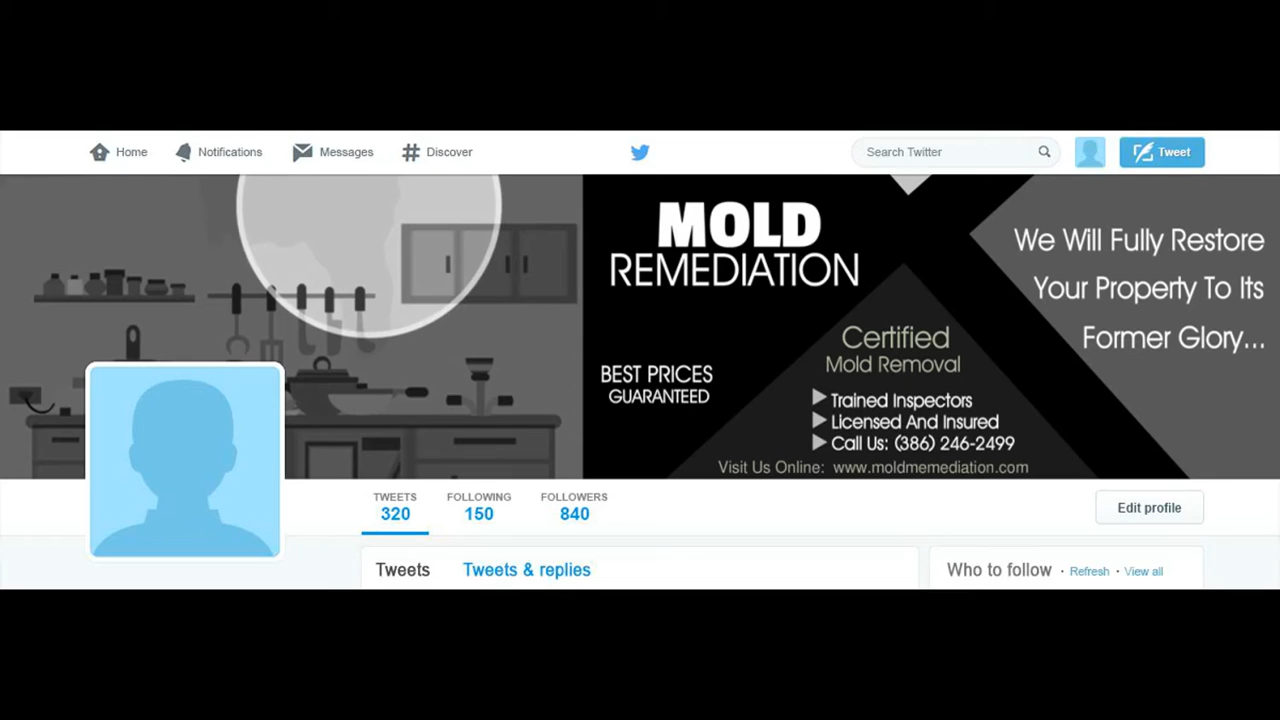 Home Notifications Messages Discover Search Twitter Tweet
MOLD
REMEDIATION
We Will Fully Restore
Your Property To Its
Former Glory...
BEST PRICES
GUARANTEED
Certified
Mold Removal
Trained Inspectors
Licensed And Insured
Call Us: (386) 246-2499
Visit Us Online: www.moldmemediation.com
TWEETS FOLLOWING FOLLOWERS
320 150 840
Edit profile
Tweets Tweets & replies
Who to follow · Refresh · View all